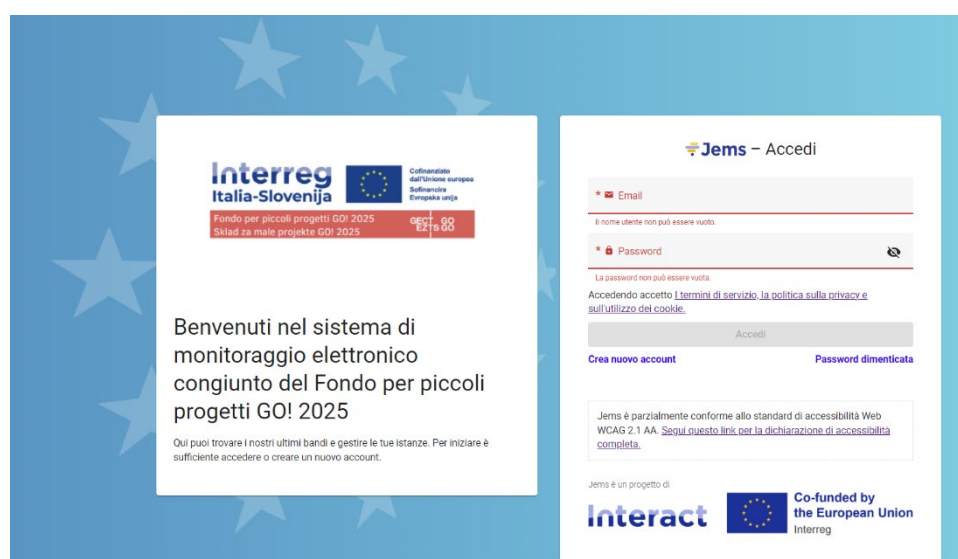 Interreg
Italia-Slovenija
Cofinanziato
dall'Unione europea
Sofinancira
Evropska unija
Fondo per piccoli progetti GO! 2025
Sklad za male projekte GO! 2025
GECT GO
EZTS GO
Benvenuti nel sistema di
monitoraggio elettronico
congiunto del Fondo per piccoli
progetti GO! 2025
Qui puoi trovare i nostri ultimi bandi e gestire le tue istanze. Per iniziare è
sufficiente accedere o creare un nuovo account.
Jems – Accedi
* Email
Il nome utente non può essere vuoto.
* Password
La password non può essere vuota.
Accedendo accetto I termini di servizio, la politica sulla privacy e
sull'utilizzo dei cookie.
Accedi
Crea nuovo account Password dimenticata
Jems è parzialmente conforme allo standard di accessibilità Web
WCAG 2.1 AA. Segui questo link per la dichiarazione di accessibilità
completa.
Jems è un progetto di
Interact
Co-funded by
the European Union
Interreg